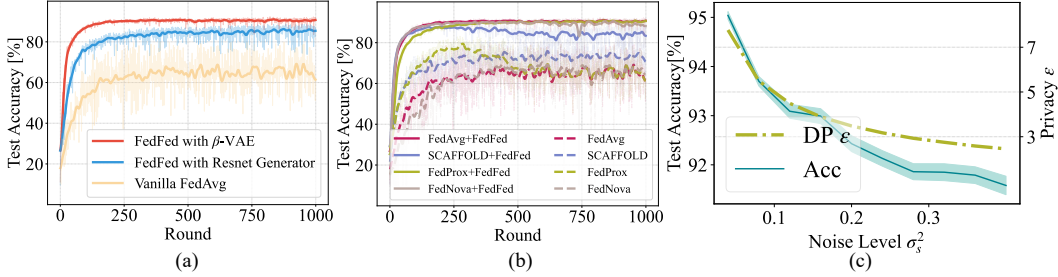 Test Accuracy [%]
80
60
40
20
FedFed with β-VAE
FedFed with Resnet Generator
Vanilla FedAvg
0 250 500 750 1000
Round
(a)
Test Accuracy [%]
80
60
40
20
FedAvg+FedFed FedAvg
SCAFFOLD+FedFed SCAFFOLD
FedProx+FedFed FedProx
FedNova+FedFed FedNova
0 250 500 750 1000
Round
(b)
Test Accuracy[%]
95
94
93
92
DP ε
Acc
7
5
3
Privacy ε
0.1 0.2 0.3
Noise Level σ_s^2
(c)